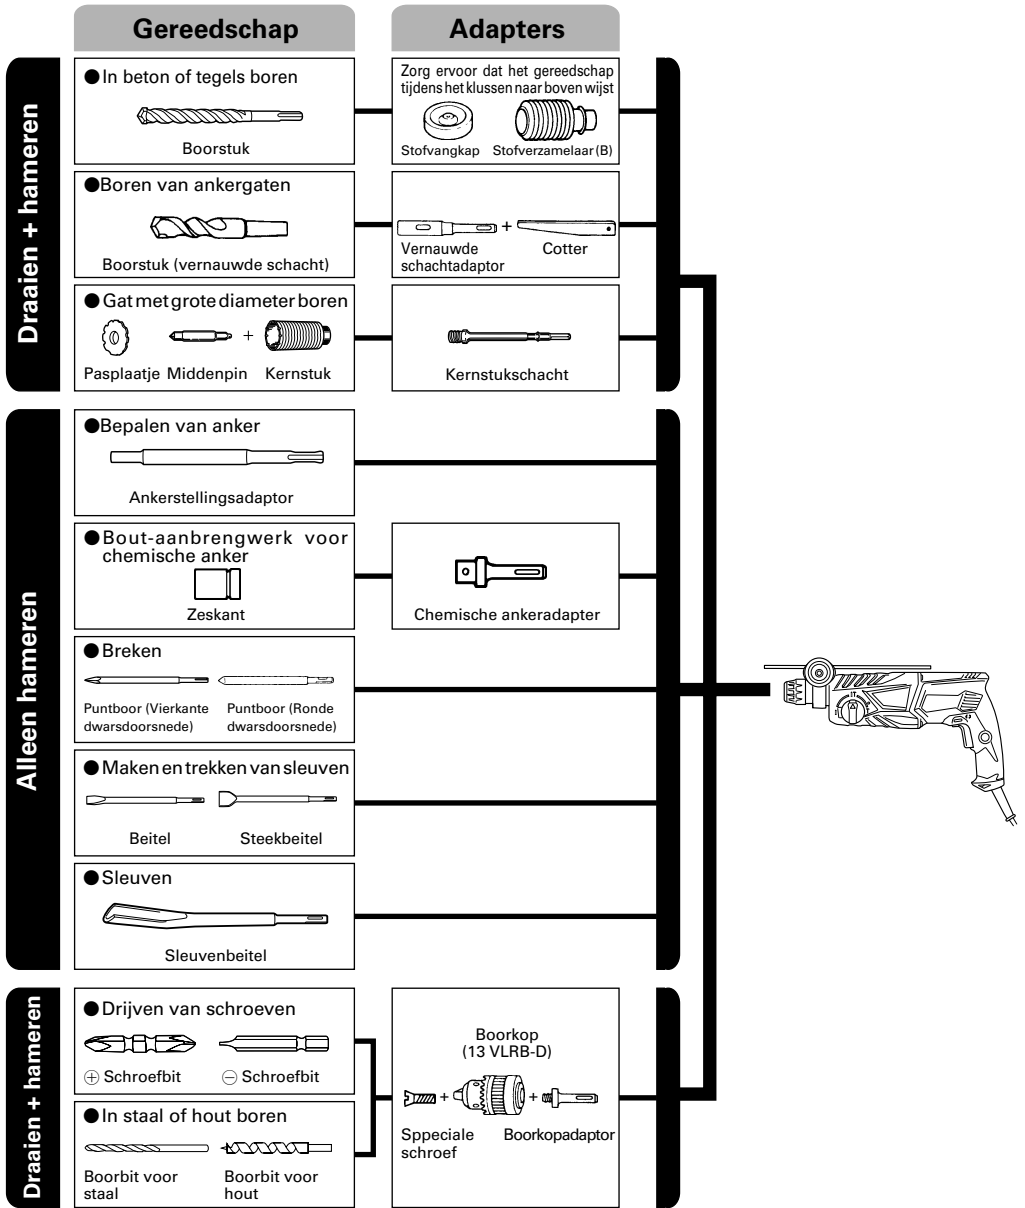 Gereedschap
Adapters
Draaien + hameren
● In beton of tegels boren
Boorstuk
Zorg ervoor dat het gereedschap
tijdens het klussen naar boven wijst
Stofvangkap
Stofverzamelaar (B)
● Boren van ankergaten
Boorstuk (vernauwde schacht)
+
Vernauwde
schachtadaptor
Cotter
● Gat met grote diameter boren
+
Pasplaatje
Middenpin
Kernstuk
Kernstukschacht
Alleen hameren
● Bepalen van anker
Ankerstellingsadaptor
● Bout-aanbrengwerk voor
chemische anker
Zeskant
Chemische ankeradapter
● Breken
Puntboor (Vierkante
dwarsdoorsnede)
Puntboor (Ronde
dwarsdoorsnede)
● Maken en trekken van sleuven
Beitel
Steekbeitel
● Sleuven
Sleuvenbeitel
Draaien + hameren
● Drijven van schroeven
⊕ Schroefbit
⊖ Schroefbit
● In staal of hout boren
Boorbit voor
staal
Boorbit voor
hout
Boorkop
(13 VLRB-D)
+
+
Sppeciale
schroef
Boorkopadaptor